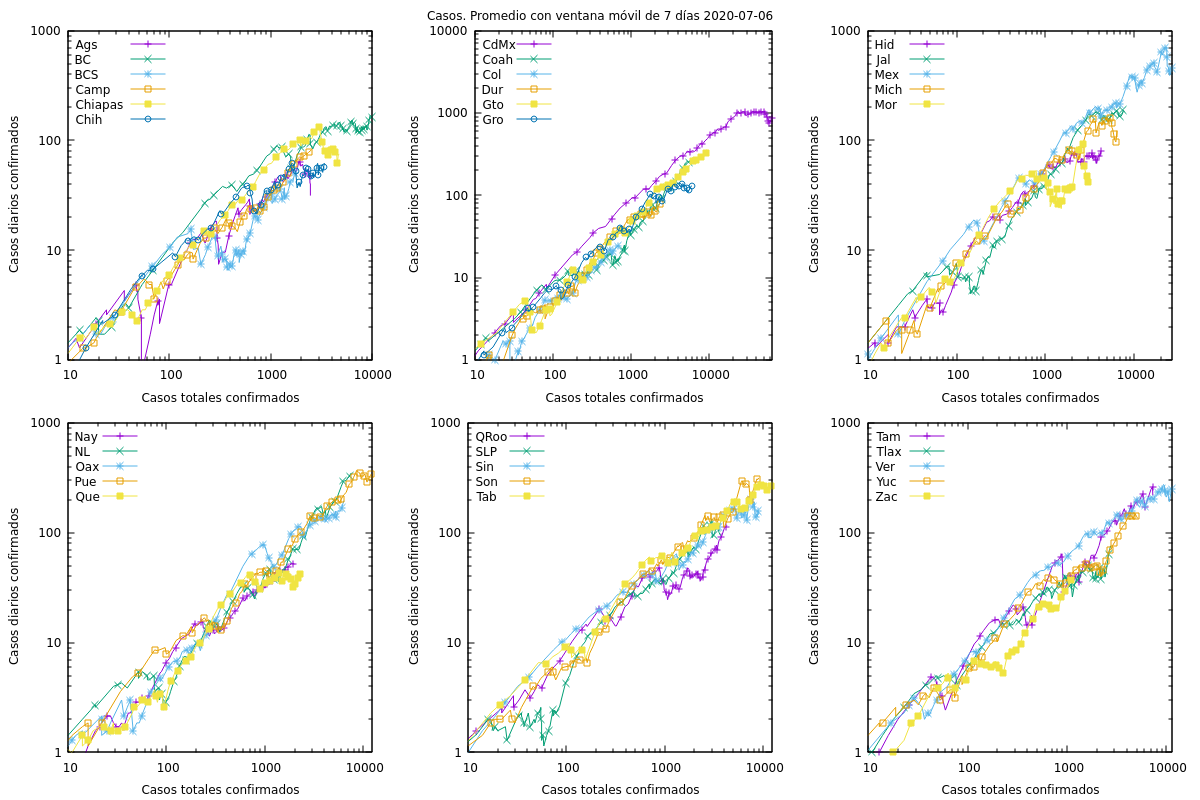 Casos. Promedio con ventana móvil de 7 días 2020-07-06
Casos diarios confirmados
1000
100
10
1
Ags
BC
BCS
Camp
Chiapas
Chih
10 100 1000 10000
Casos totales confirmados
Casos diarios confirmados
10000
1000
100
10
1
CdMx
Coah
Col
Dur
Gto
Gro
10 100 1000 10000
Casos totales confirmados
Casos diarios confirmados
1000
100
10
1
Hid
Jal
Mex
Mich
Mor
10 100 1000 10000
Casos totales confirmados
Casos diarios confirmados
1000
100
10
1
Nay
NL
Oax
Pue
Que
10 100 1000 10000
Casos totales confirmados
Casos diarios confirmados
1000
100
10
1
QRoo
SLP
Sin
Son
Tab
10 100 1000 10000
Casos totales confirmados
Casos diarios confirmados
1000
100
10
1
Tam
Tlax
Ver
Yuc
Zac
10 100 1000 10000
Casos totales confirmados